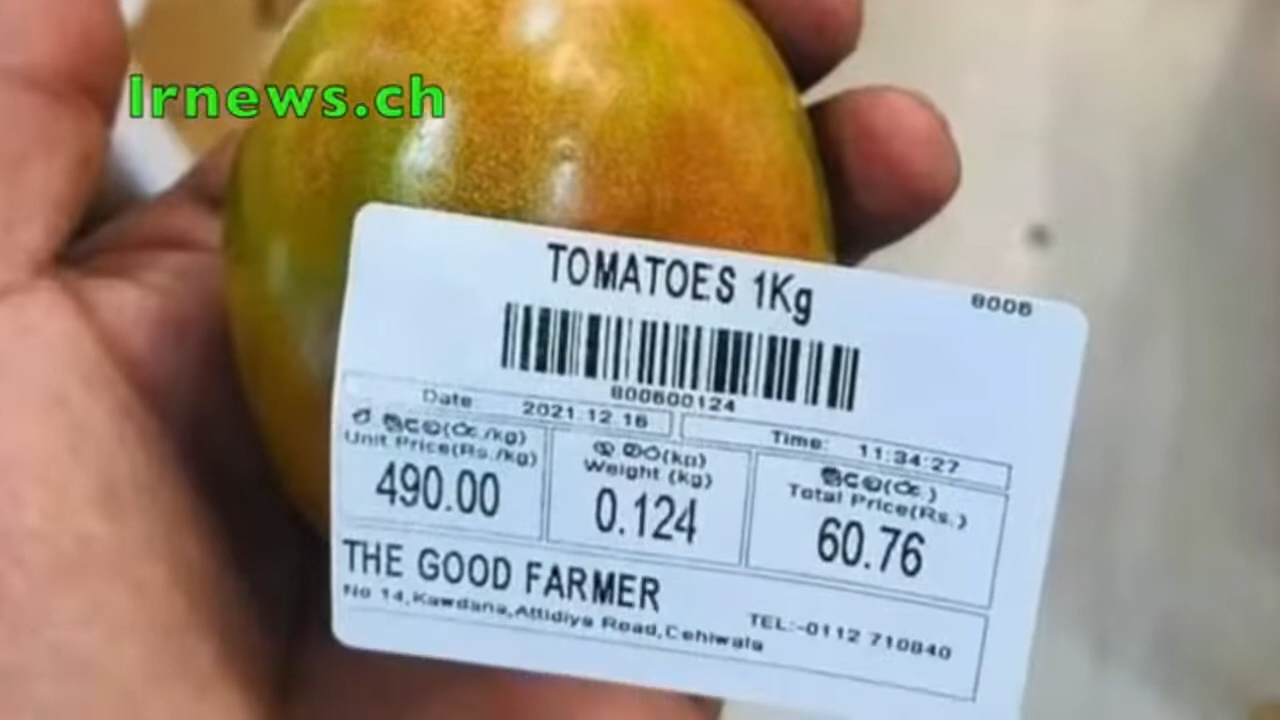 lrnews.ch
TOMATOES 1Kg
8006
800600124
Date 2021.12.16 Time: 11:34:27
Unit Price(Rs./kg)
490.00
Weight (kg)
0.124
Total Price(Rs.)
60.76
THE GOOD FARMER
No 14,Kawdana,Attidiya Road,Dehiwala
TEL:-0112 710840